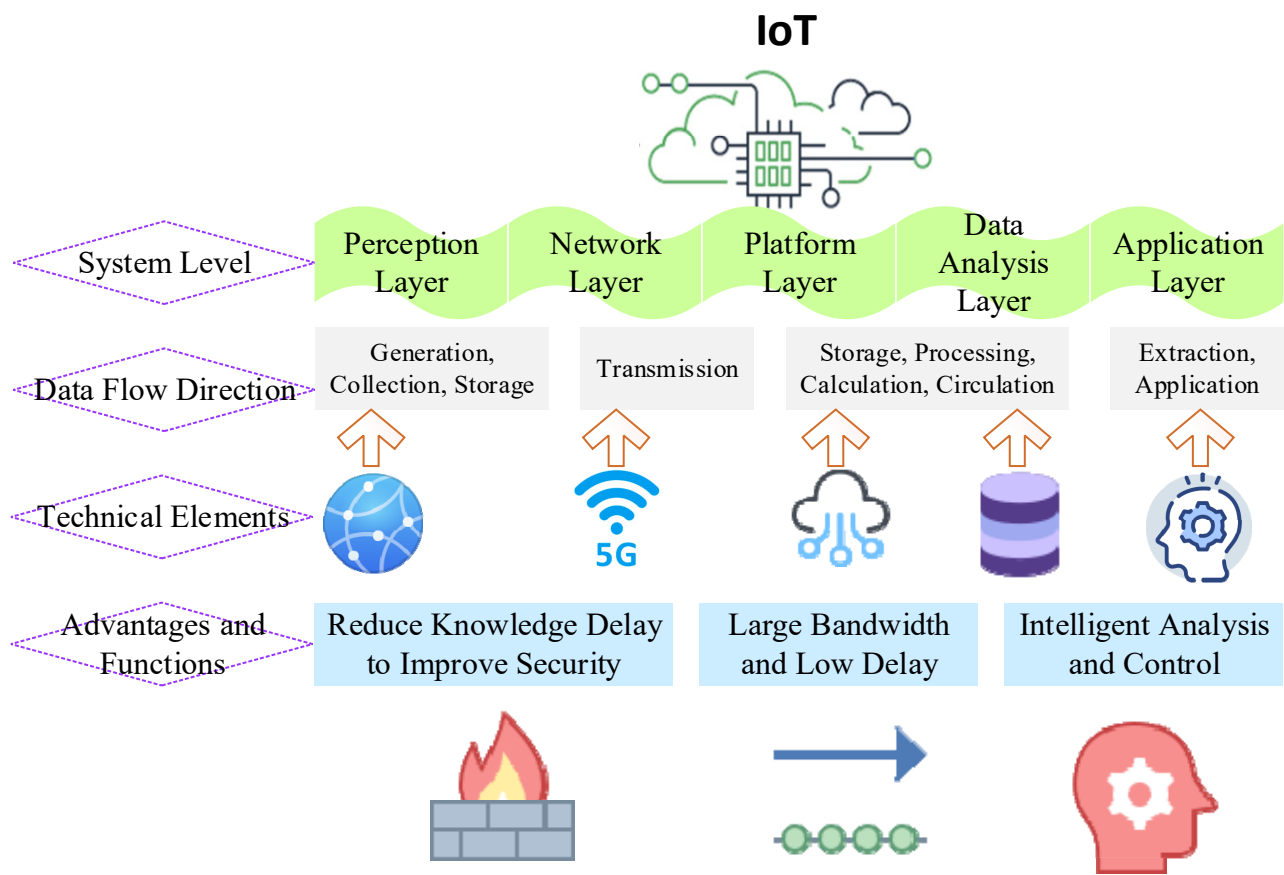 IoT
System Level
Perception
Layer
Network
Layer
Platform
Layer
Data
Analysis
Layer
Application
Layer
Data Flow Direction
Generation,
Collection, Storage
Transmission
Storage, Processing,
Calculation, Circulation
Extraction,
Application
Technical Elements
5G
Advantages and
Functions
Reduce Knowledge Delay
to Improve Security
Large Bandwidth
and Low Delay
Intelligent Analysis
and Control